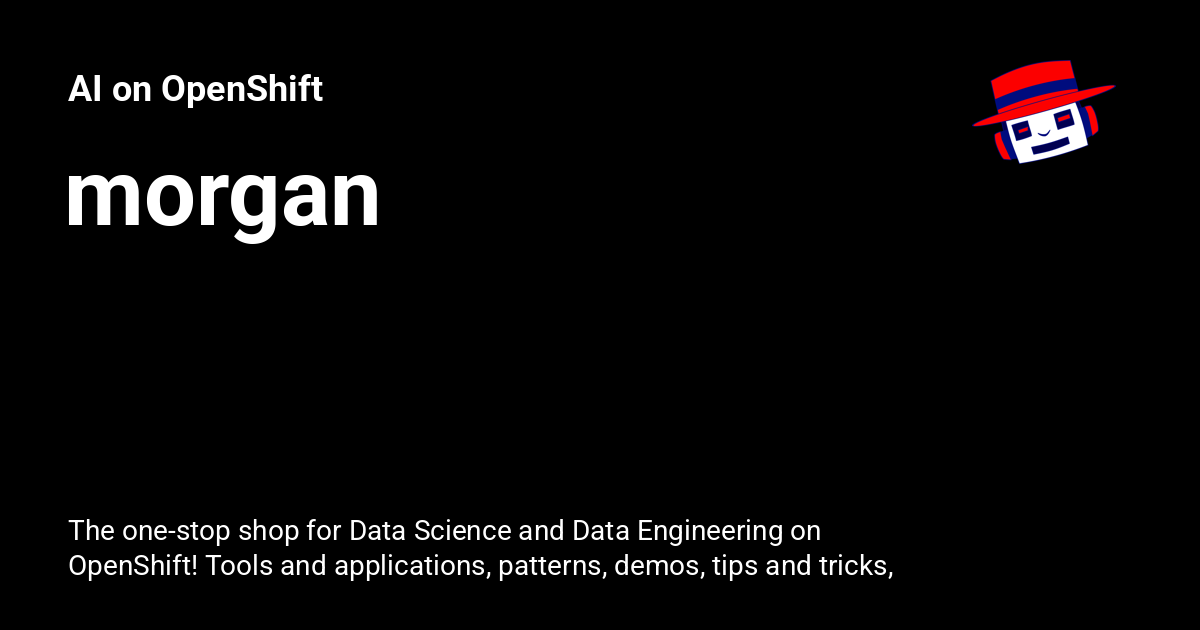 AI on OpenShift
morgan
The one-stop shop for Data Science and Data Engineering on
OpenShift! Tools and applications, patterns, demos, tips and tricks,